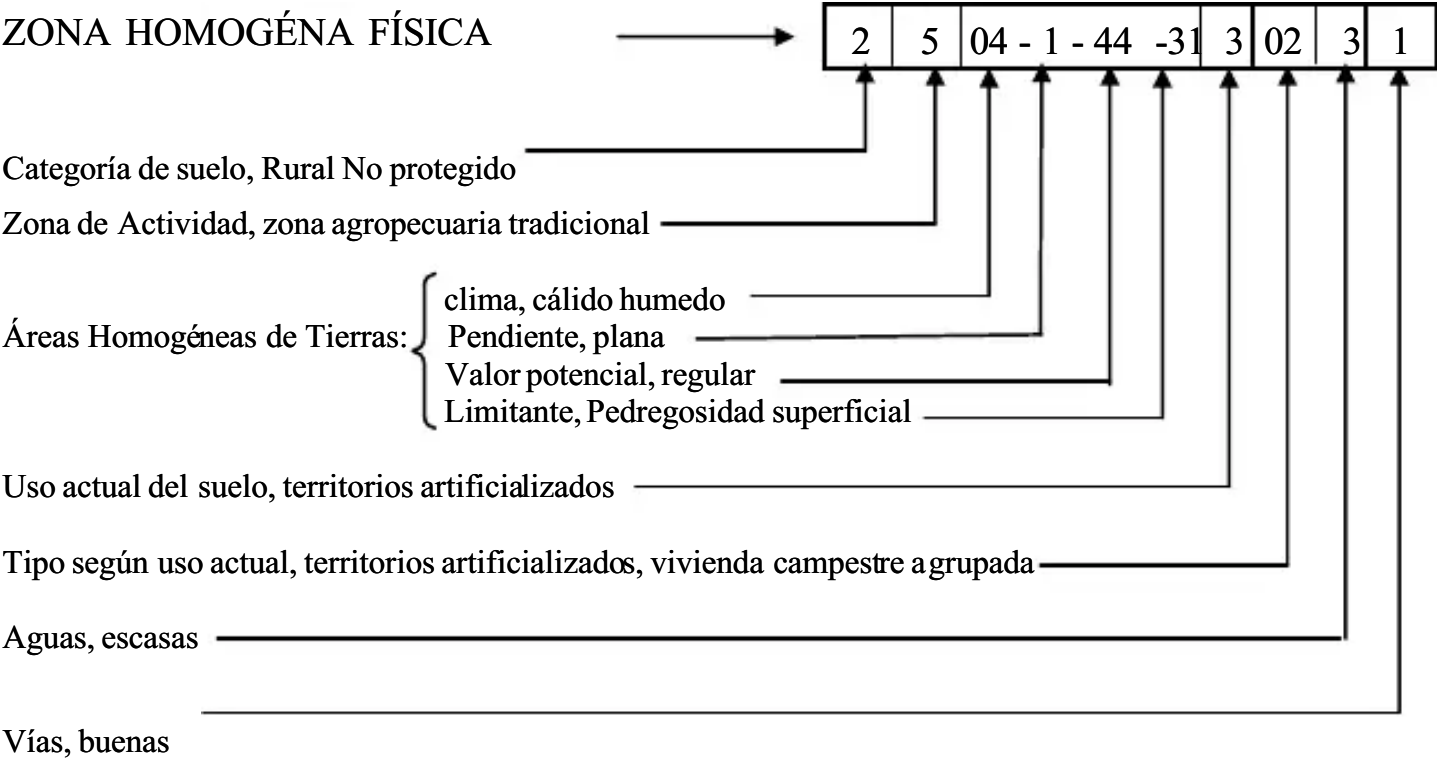 ZONA HOMOGÉNA FÍSICA 2 5 04 - 1 - 44 -31 3 02 3 1
Categoría de suelo, Rural No protegido
Zona de Actividad, zona agropecuaria tradicional
clima, cálido humedo
Áreas Homogéneas de Tierras: Pendiente, plana
Valor potencial, regular
Limitante, Pedregosidad superficial
Uso actual del suelo, territorios artificializados
Tipo según uso actual, territorios artificializados, vivienda campestre agrupada
Aguas, escasas
Vías, buenas